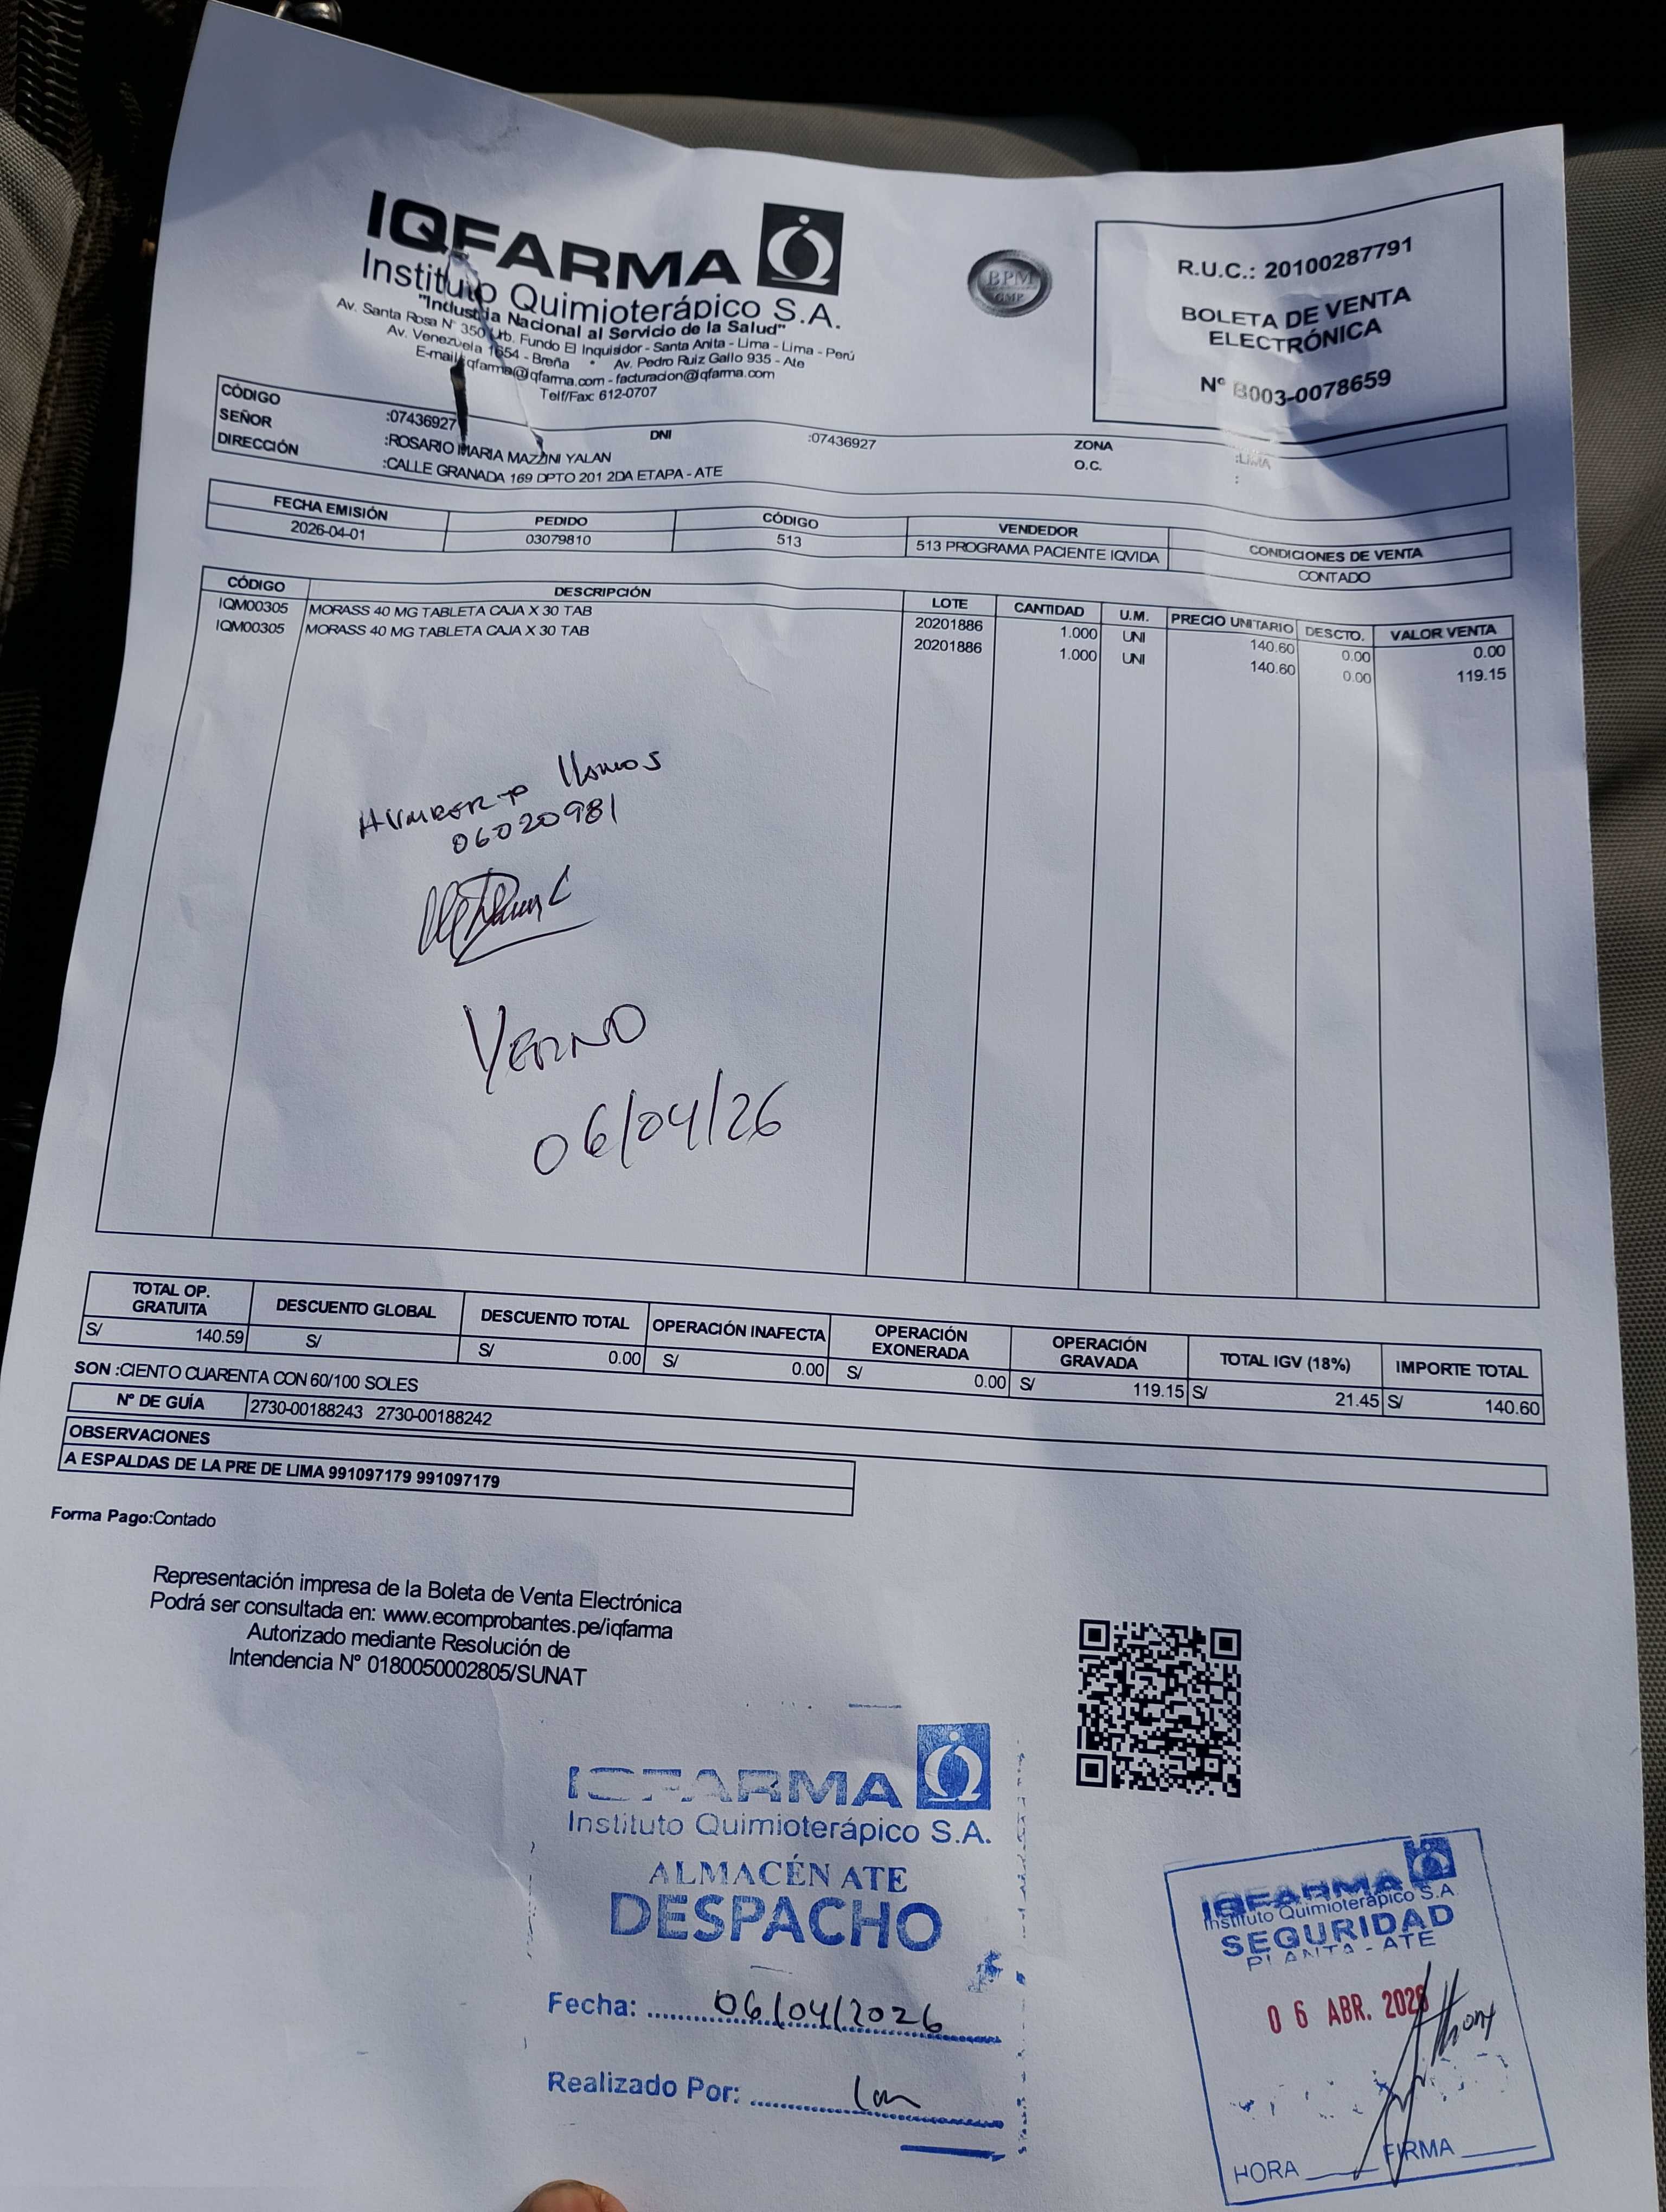 IQFARMA
Instituto Quimioterápico S.A.
"Industria Nacional al Servicio de la Salud"
Av. Santa Rosa N° 350 Urb. Fundo El Inquisidor - Santa Anita - Lima - Lima - Perú
Av. Venezuela 1654 - Breña * Av. Pedro Ruiz Gallo 935 - Ate
E-mail: iqfarma@iqfarma.com - facturacion@iqfarma.com
Telf/Fax: 612-0707
BPM
GMP
R.U.C.: 20100287791
BOLETA DE VENTA
ELECTRÓNICA
N° B003-0078659
CÓDIGO :07436927 DNI :07436927 ZONA :LIMA
SEÑOR :ROSARIO MARIA MAZZINI YALAN O.C. :
DIRECCIÓN :CALLE GRANADA 169 DPTO 201 2DA ETAPA - ATE
FECHA EMISIÓN PEDIDO CÓDIGO VENDEDOR CONDICIONES DE VENTA
2026-04-01 03079810 513 513 PROGRAMA PACIENTE IQVIDA CONTADO
CÓDIGO DESCRIPCIÓN LOTE CANTIDAD U.M. PRECIO UNITARIO DESCTO. VALOR VENTA
IQM00305 MORASS 40 MG TABLETA CAJA X 30 TAB 20201886 1.000 UNI 140.60 0.00 0.00
IQM00305 MORASS 40 MG TABLETA CAJA X 30 TAB 20201886 1.000 UNI 140.60 0.00 119.15
HUMBERTO
06020981
YERNO
06/04/26
TOTAL OP. GRATUITA DESCUENTO GLOBAL DESCUENTO TOTAL OPERACIÓN INAFECTA OPERACIÓN EXONERADA OPERACIÓN GRAVADA TOTAL IGV (18%) IMPORTE TOTAL
S/ 140.59 S/ S/ 0.00 S/ 0.00 S/ 0.00 S/ 119.15 S/ 21.45 S/ 140.60
SON :CIENTO CUARENTA CON 60/100 SOLES
N° DE GUÍA 2730-00188243 2730-00188242
OBSERVACIONES
A ESPALDAS DE LA PRE DE LIMA 991097179 991097179
Forma Pago:Contado
Representación impresa de la Boleta de Venta Electrónica
Podrá ser consultada en: www.ecomprobantes.pe/iqfarma
Autorizado mediante Resolución de
Intendencia N° 0180050002805/SUNAT
IQFARMA
Instituto Quimioterápico S.A.
ALMACÉN ATE
DESPACHO
Fecha: 06/04/2026
Realizado Por:
IQFARMA
Instituto Quimioterápico S.A.
SEGURIDAD
PLANTA - ATE
06 ABR. 2026
HORA FIRMA